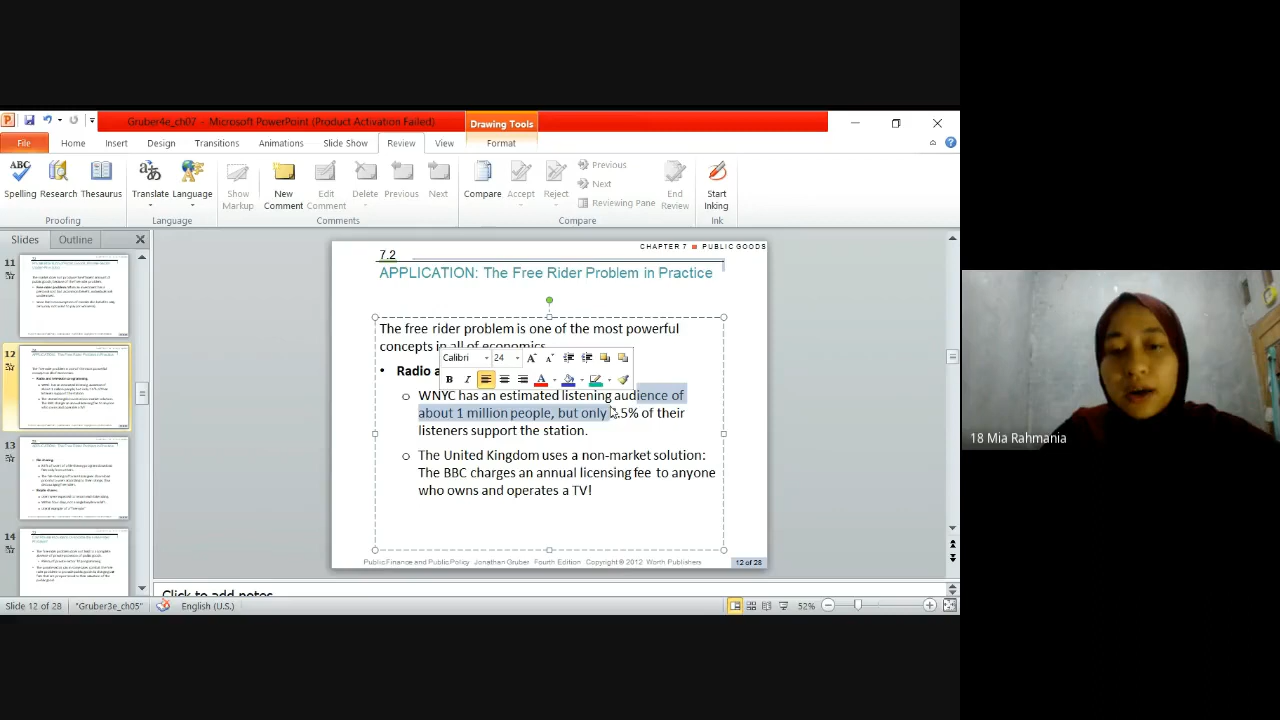 Gruber4e_ch07 - Microsoft PowerPoint (Product Activation Failed)
Drawing Tools
File Home Insert Design Transitions Animations Slide Show Review View Format
Spelling Research Thesaurus
Translate Language
Show Markup
New Comment
Edit Comment
Delete Previous Next
Compare Accept Reject
Previous
Next
Reviewing Pane
End Review
Start Inking
Proofing Language Comments Compare Ink
Slides Outline
11
12
13
14
CHAPTER 7 ■ PUBLIC GOODS
7.2
APPLICATION: The Free Rider Problem in Practice
The free rider problem is one of the most powerful
concepts in all of economics.
Calibri 24
• Radio
o WNYC has estimated listening audience of
about 1 million people, but only .5% of their
listeners support the station.
o The United Kingdom uses a non-market solution:
The BBC charges an annual licensing fee to anyone
who owns and operates a TV!
Public Finance and Public Policy Jonathan Gruber Fourth Edition Copyright © 2012 Worth Publishers
12 of 28
Click to add notes
Slide 12 of 28 "Gruber3e_ch05" English (U.S.) 52%
18 Mia Rahmania